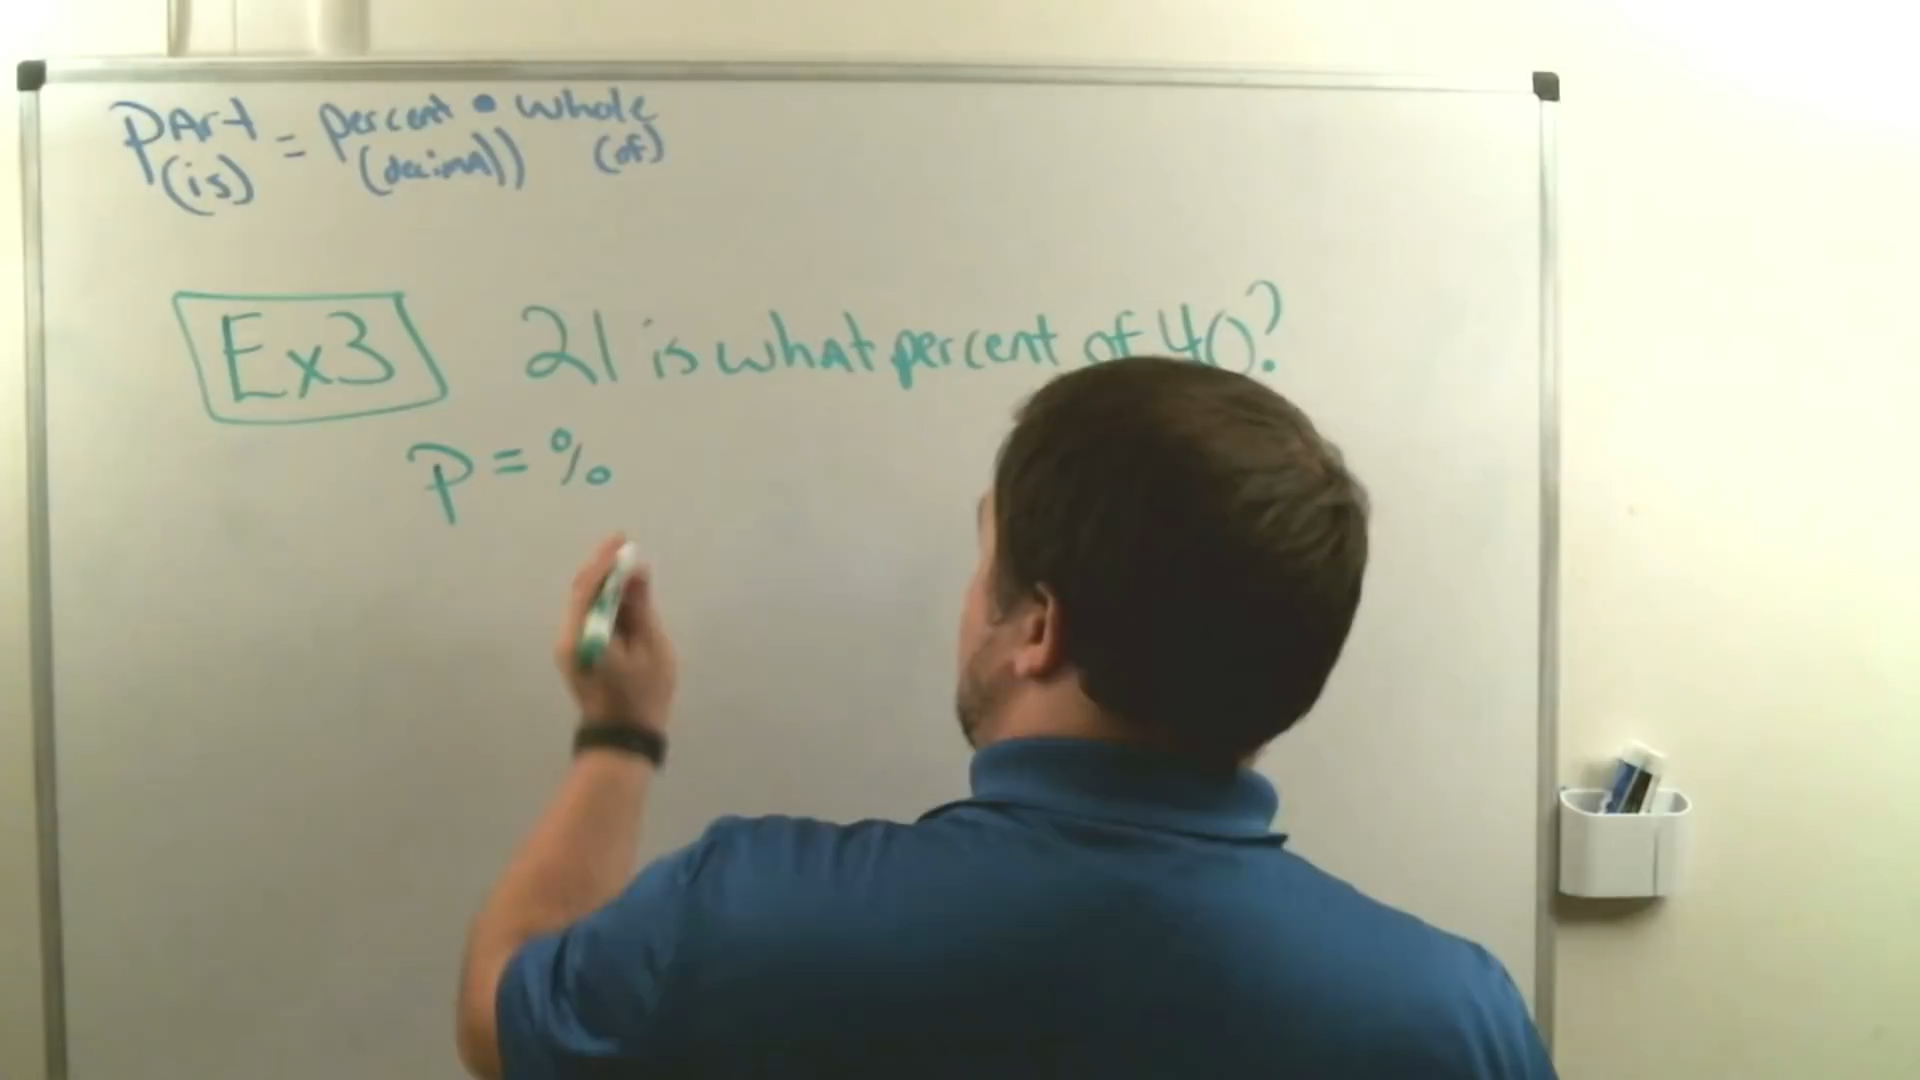 PArt = percent • whole
(is) (decimAl) (of)
Ex3 21 is what percent of 40?
P = %